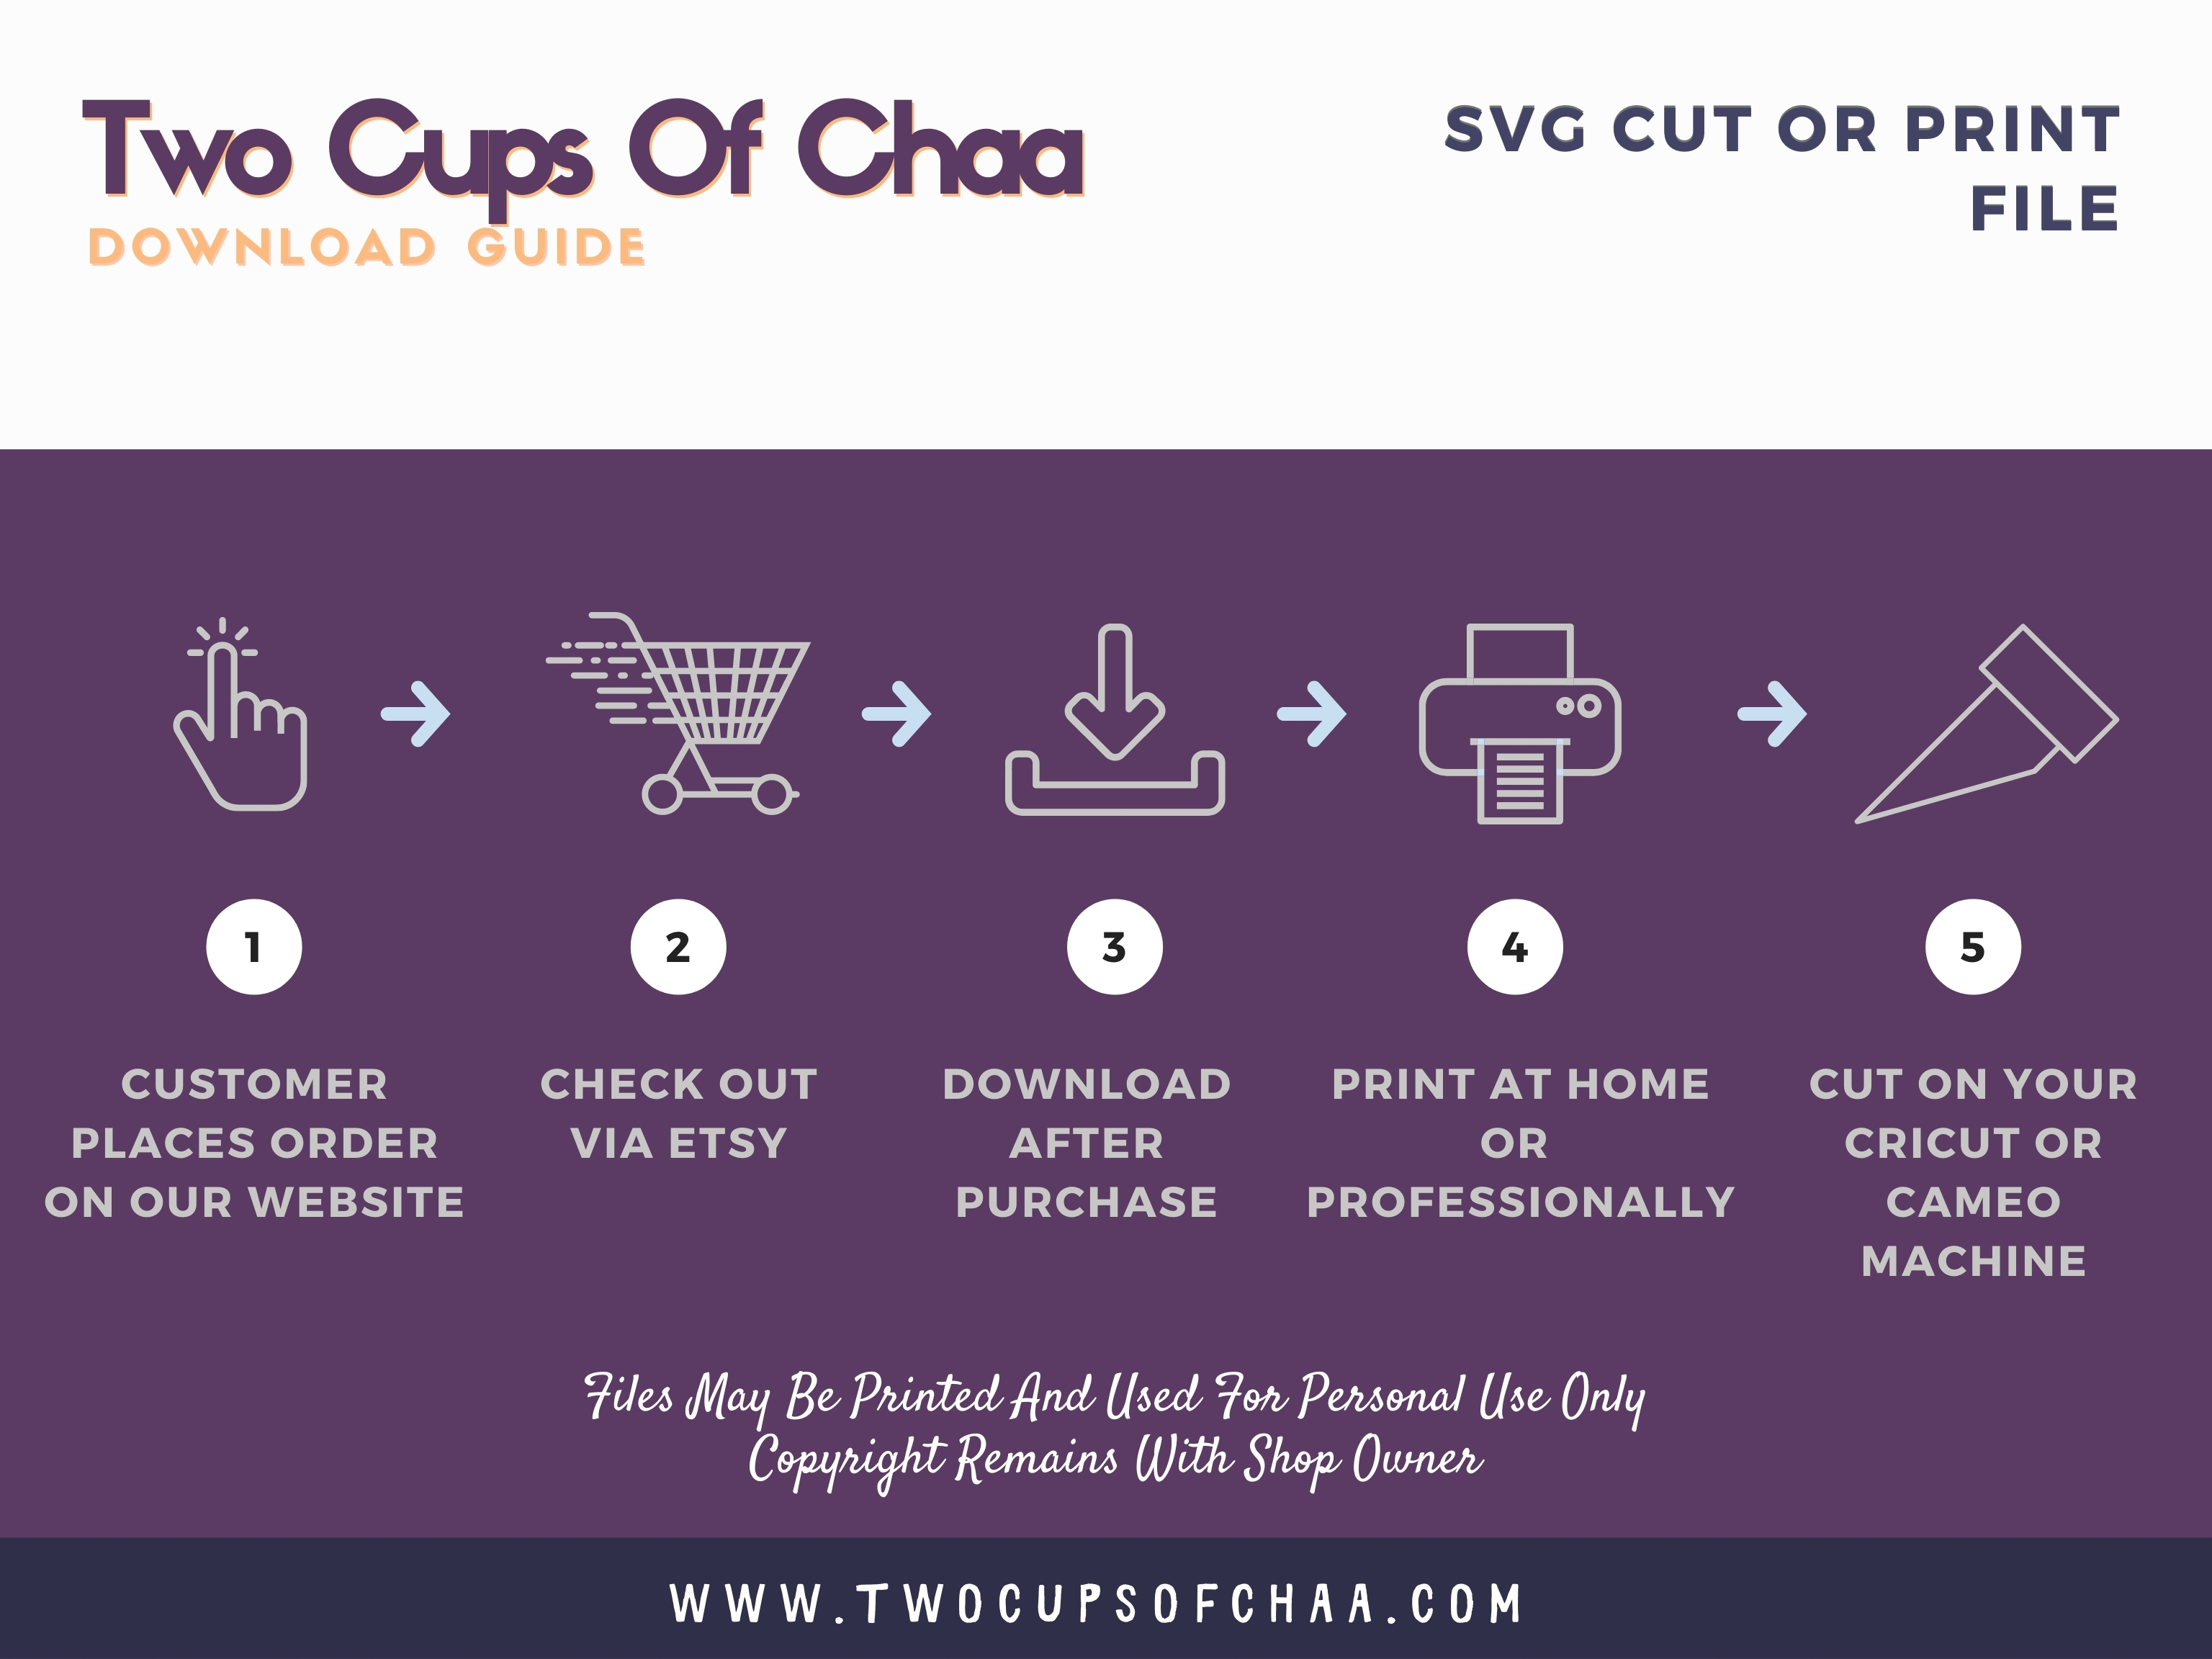 Two Cups Of Chaa
DOWNLOAD GUIDE
SVG CUT OR PRINT
FILE
1
CUSTOMER
PLACES ORDER
ON OUR WEBSITE
2
CHECK OUT
VIA ETSY
3
DOWNLOAD
AFTER
PURCHASE
4
PRINT AT HOME
OR
PROFESSIONALLY
5
CUT ON YOUR
CRICUT OR
CAMEO
MACHINE
Files May Be Printed And Used For Personal Use Only
Copyright Remains With Shop Owner
WWW.TWOCUPSOFCHAA.COM